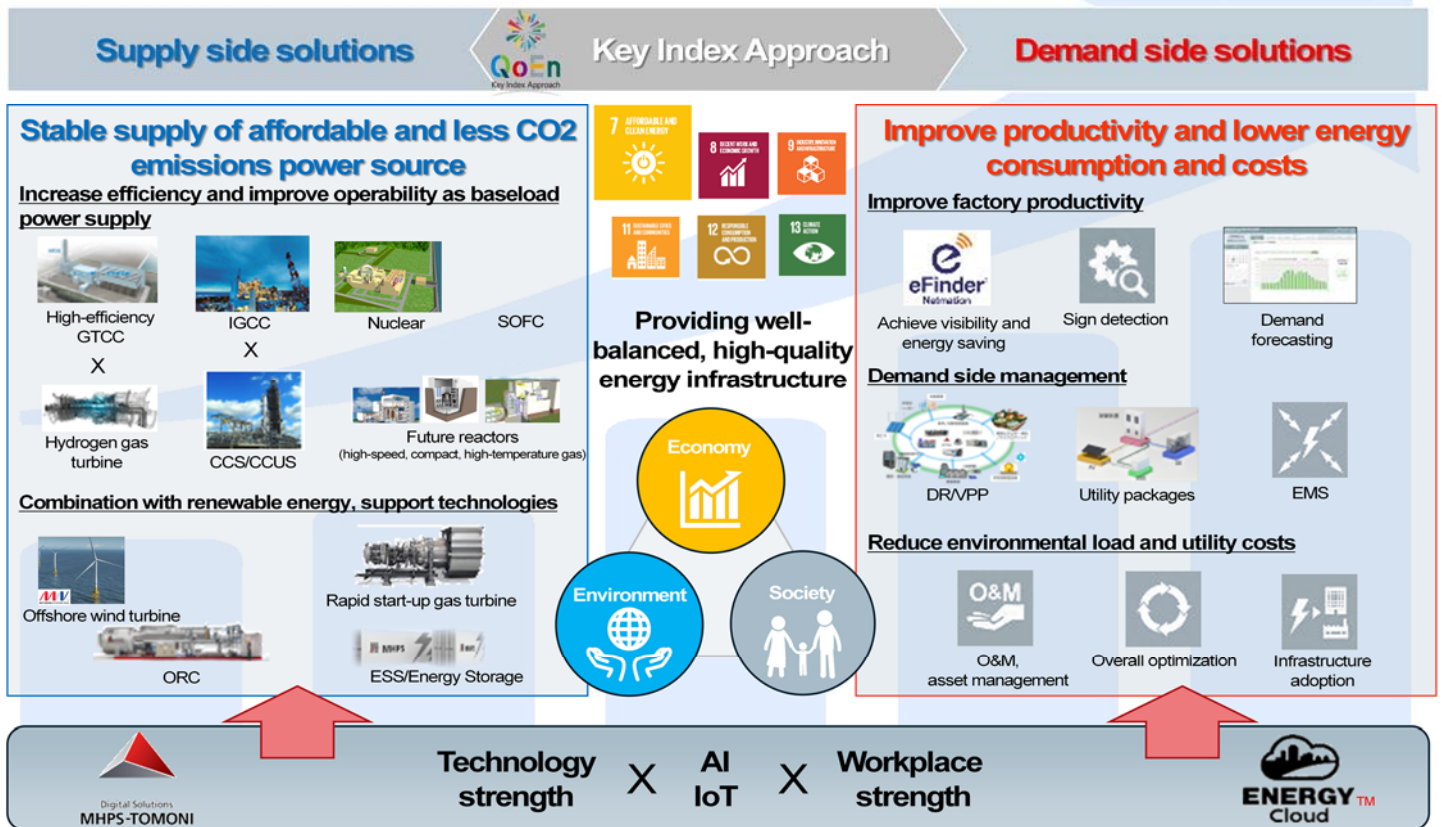 Supply side solutions
QoEn
Key Index Approach
Key Index Approach
Demand side solutions
Stable supply of affordable and less CO2
emissions power source
Increase efficiency and improve operability as baseload
power supply
High-efficiency
GTCC
X
Hydrogen gas
turbine
IGCC
X
CCS/CCUS
Nuclear
SOFC
Future reactors
(high-speed, compact, high-temperature gas)
Combination with renewable energy, support technologies
Offshore wind turbine
ORC
Rapid start-up gas turbine
MHPS
ESS/Energy Storage
7 AFFORDABLE AND
CLEAN ENERGY
8 DECENT WORK AND
ECONOMIC GROWTH
9 INDUSTRY, INNOVATION
AND INFRASTRUCTURE
11 SUSTAINABLE CITIES
AND COMMUNITIES
12 RESPONSIBLE
CONSUMPTION
AND PRODUCTION
13 CLIMATE
ACTION
Providing well-
balanced, high-quality
energy infrastructure
Economy
Environment
Society
Improve productivity and lower energy
consumption and costs
Improve factory productivity
eFinder
Netmation
Achieve visibility and
energy saving
Sign detection
Demand
forecasting
Demand side management
DR/VPP
Utility packages
EMS
Reduce environmental load and utility costs
O&M
O&M,
asset management
Overall optimization
Infrastructure
adoption
Digital Solutions
MHPS-TOMONI
Technology
strength
X
AI
IoT
X
Workplace
strength
ENERGY TM
Cloud